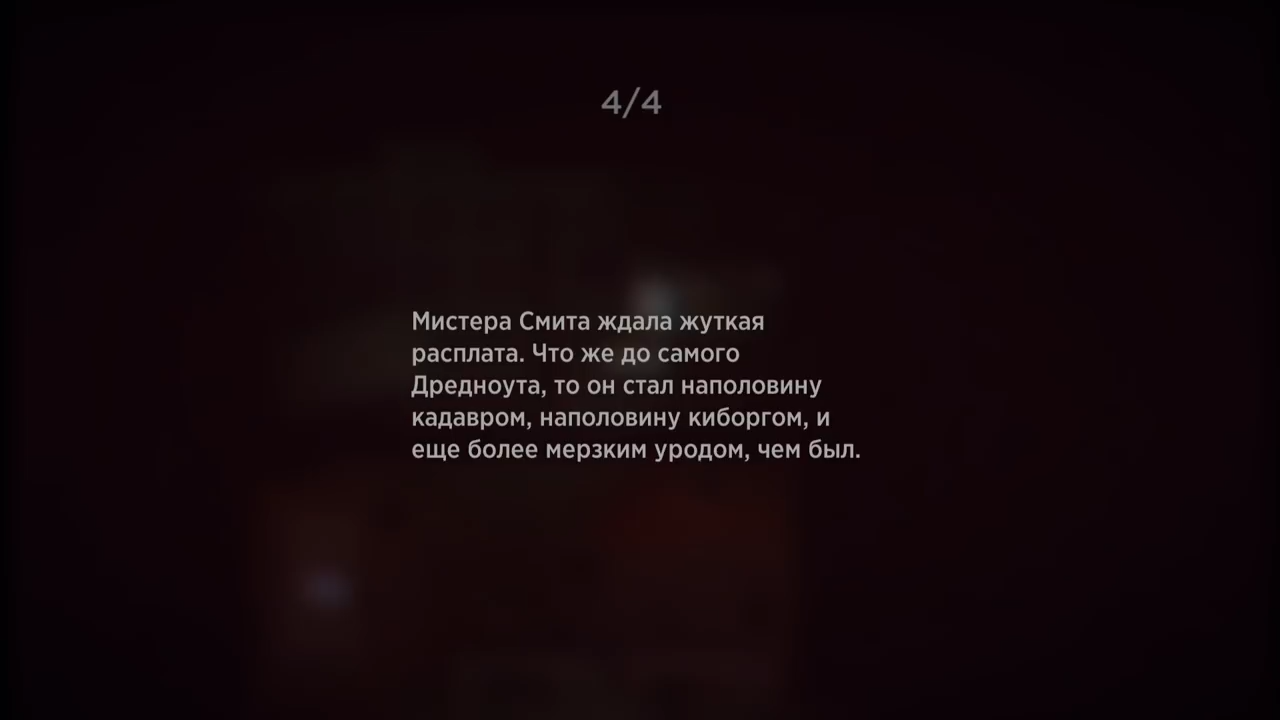 4/4
Мистера Смита ждала жуткая
расплата. Что же до самого
Дредноута, то он стал наполовину
кадавром, наполовину киборгом, и
еще более мерзким уродом, чем был.